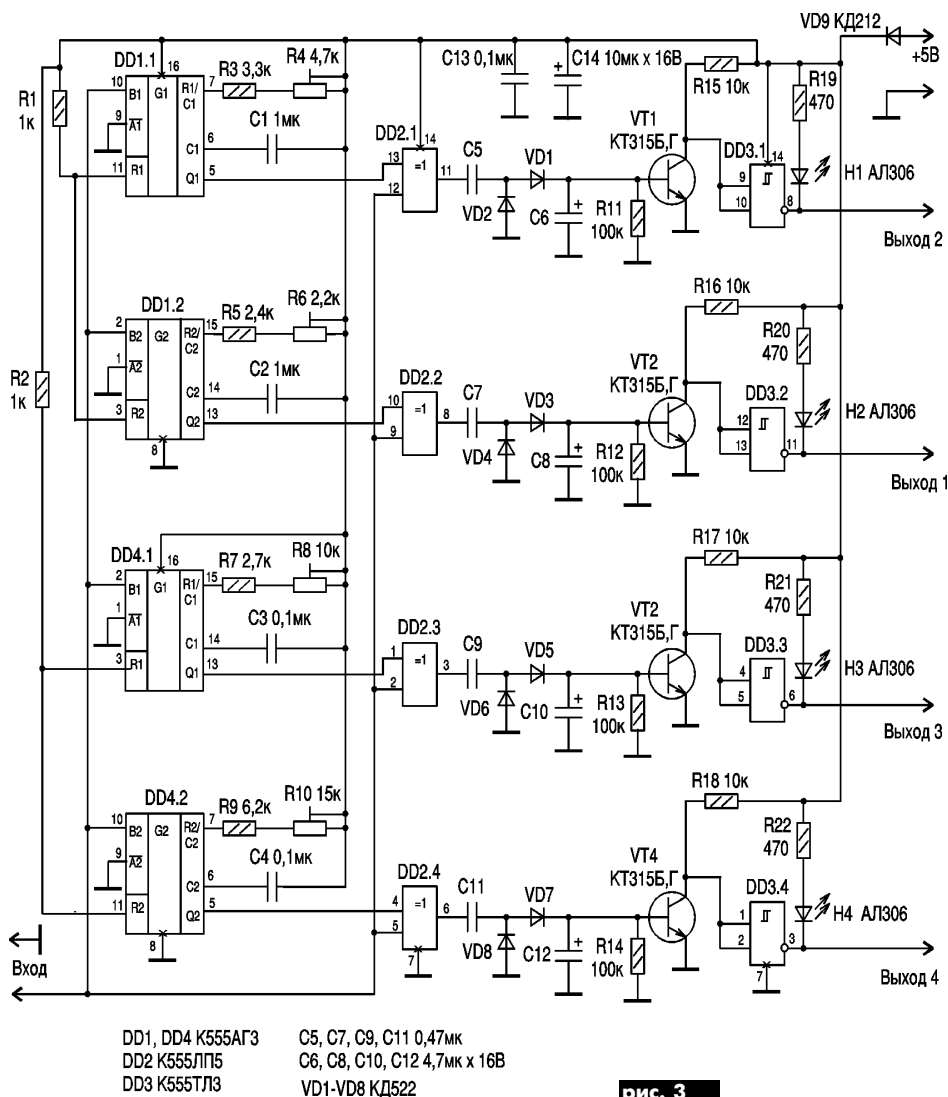 VD9 КД212
+5В
DD1.1
R4 4,7к
10 B1 G1 16 R1/C1 7 R3 3,3к
C13 0,1мк
C14 10мк x 16В
R15 10к
R19 470
R1 1к
9 A1
C1 6 C1 1мк
11 R1 Q1 5
DD2.1
14
13 =1 11
12
C5
VD1
VD2
C6
R11 100к
VT1 КТ315Б,Г
DD3.1
14
9
10
8
H1 АЛ306
Выход 2
DD1.2
R6 2,2к
2 B2 G2 15 R2/C2 R5 2,4к
1 A2
C2 14 C2 1мк
3 R2 Q2 13
8
R2 1к
DD2.2
10 =1 8
9
C7
VD3
VD4
C8
R12 100к
VT2 КТ315Б,Г
R16 10к
R20 470
DD3.2
12
13
11
H2 АЛ306
Выход 1
DD4.1
R8 10к
2 B1 G1 16 15 R1/C1 R7 2,7к
1 A1
C1 14 C3 0,1мк
3 R1 Q1 13
DD2.3
1 =1 3
2
C9
VD5
VD6
C10
R13 100к
VT2 КТ315Б,Г
R17 10к
R21 470
DD3.3
4
5
6
H3 АЛ306
Выход 3
DD4.2
R10 15к
10 B2 G2 7 R2/C2 R9 6,2к
9 A2
C2 6 C4 0,1мк
11 R2 Q2 5
8
DD2.4
4 =1 6
5
7
C11
VD7
VD8
C12
R14 100к
VT4 КТ315Б,Г
R18 10к
R22 470
DD3.4
1
2
3
7
H4 АЛ306
Выход 4
Вход
DD1, DD4 К555АГ3
DD2 К555ЛП5
DD3 К555ТЛ3
C5, C7, C9, C11 0,47мк
C6, C8, C10, C12 4,7мк x 16В
VD1-VD8 КД522
рис. 3